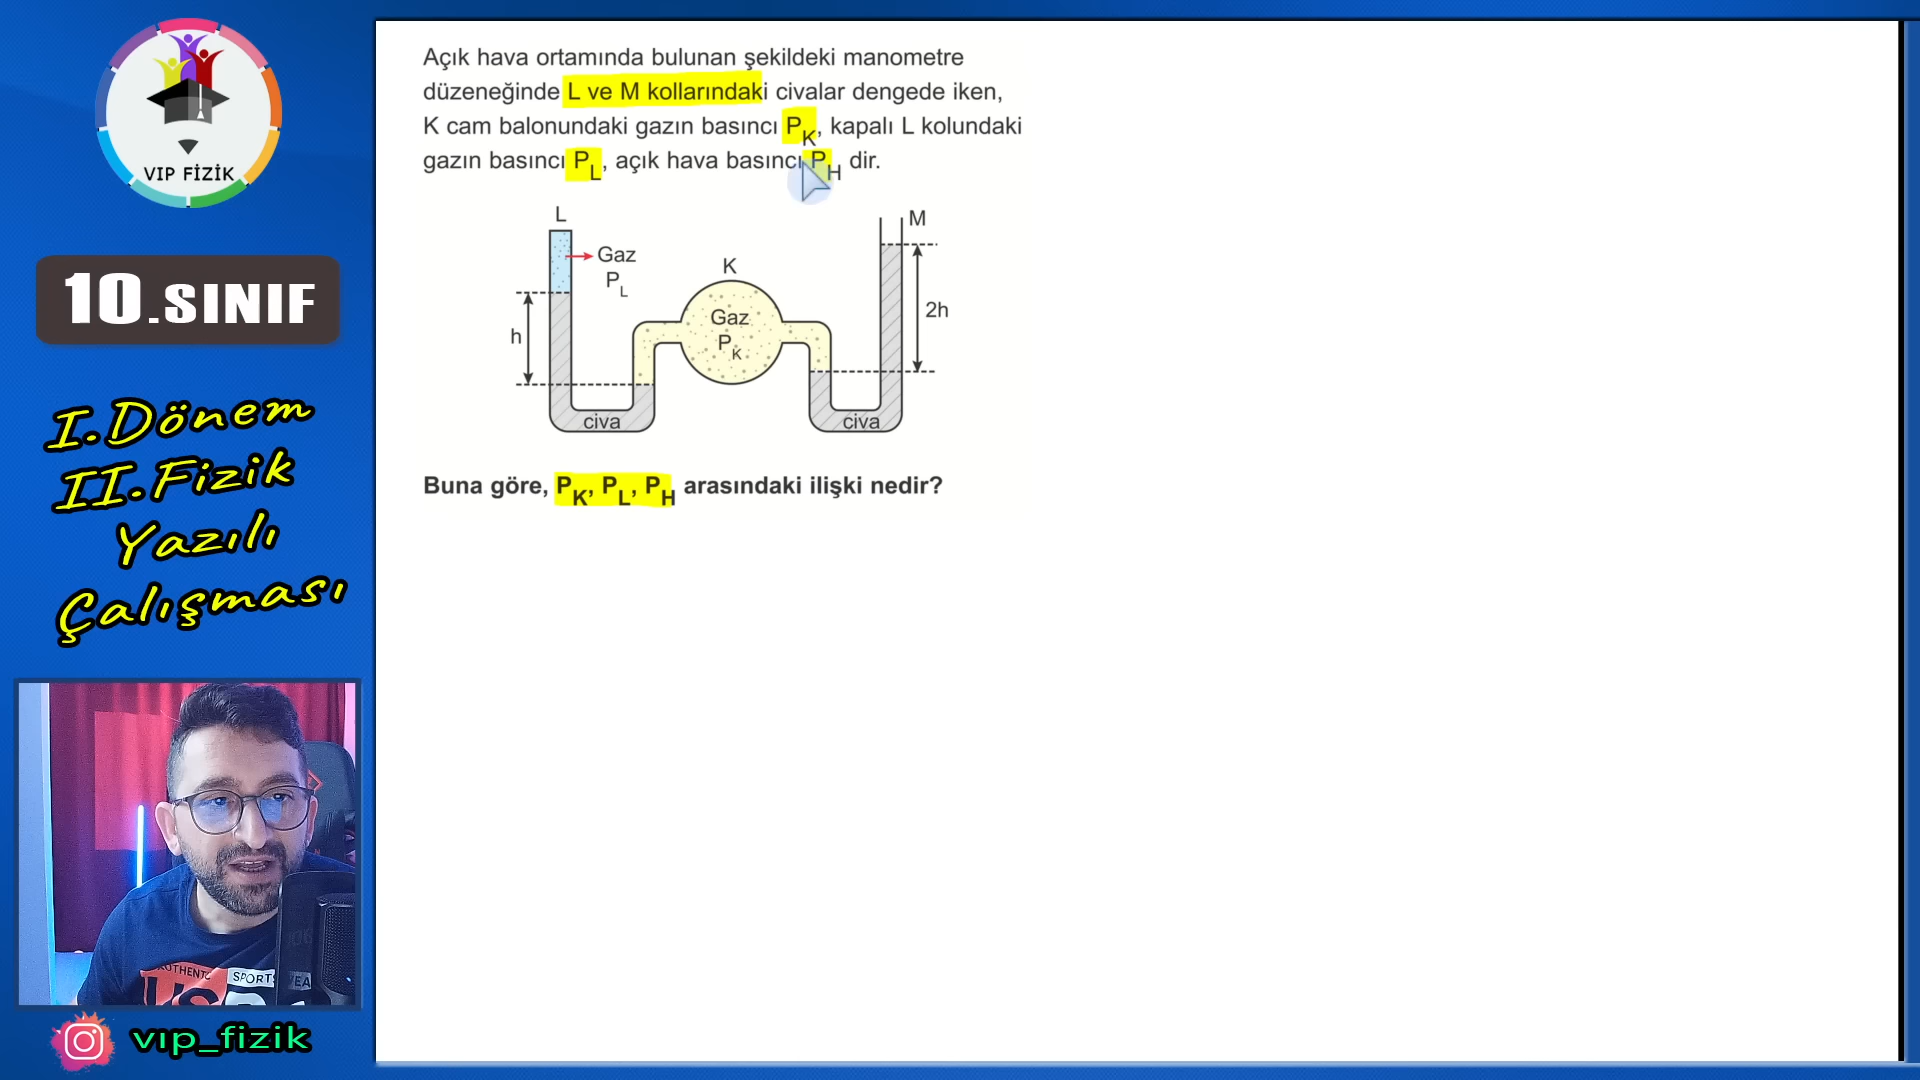 VIP FİZİK
10.SINIF
I.Dönem
II.Fizik
Yazılı
Çalışması
vıp_fizik
Açık hava ortamında bulunan şekildeki manometre
düzeneğinde L ve M kollarındaki civalar dengede iken,
K cam balonundaki gazın basıncı PK, kapalı L kolundaki
gazın basıncı PL, açık hava basıncı PH dir.
L
Gaz
PL
h
civa
K
Gaz
PK
M
2h
civa
Buna göre, PK, PL, PH arasındaki ilişki nedir?
SPORTS